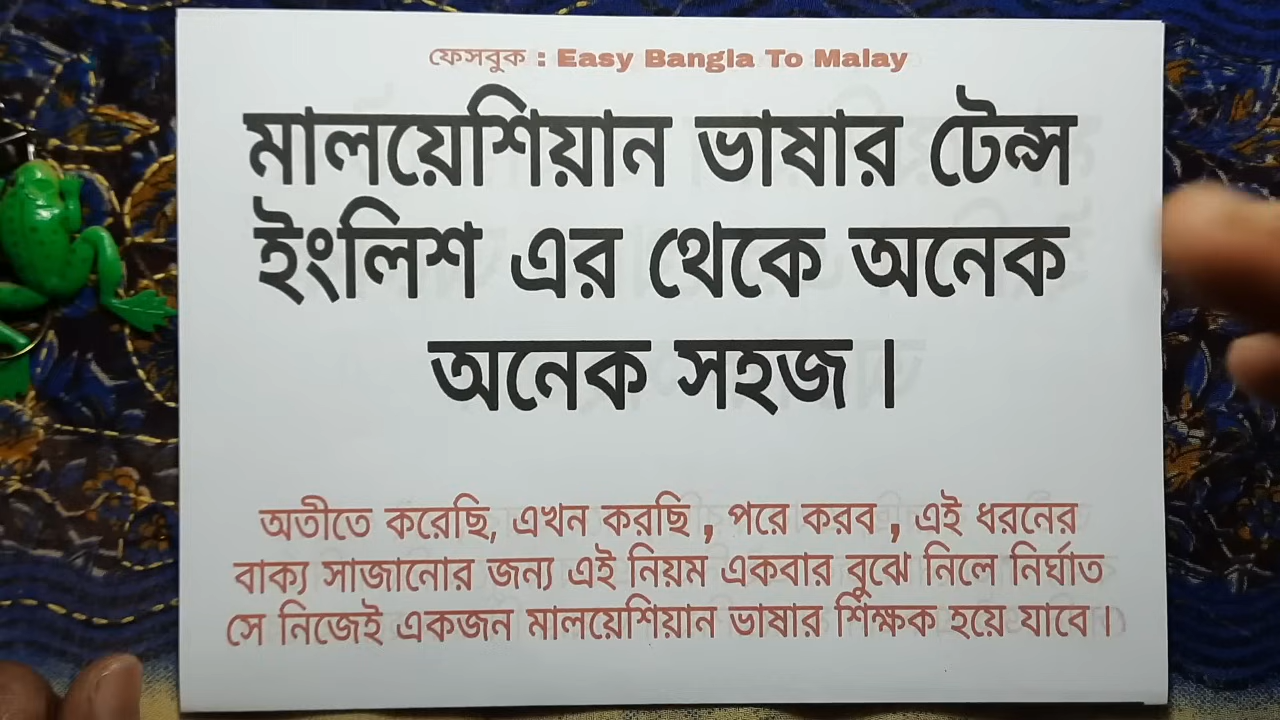 ফেসবুক : Easy Bangla To Malay
মালয়েশিয়ান ভাষার টেন্স
ইংলিশ এর থেকে অনেক
অনেক সহজ ।
অতীতে করেছি, এখন করছি , পরে করব , এই ধরনের
বাক্য সাজানোর জন্য এই নিয়ম একবার বুঝে নিলে নির্ঘাত
সে নিজেই একজন মালয়েশিয়ান ভাষার শিক্ষক হয়ে যাবে ।